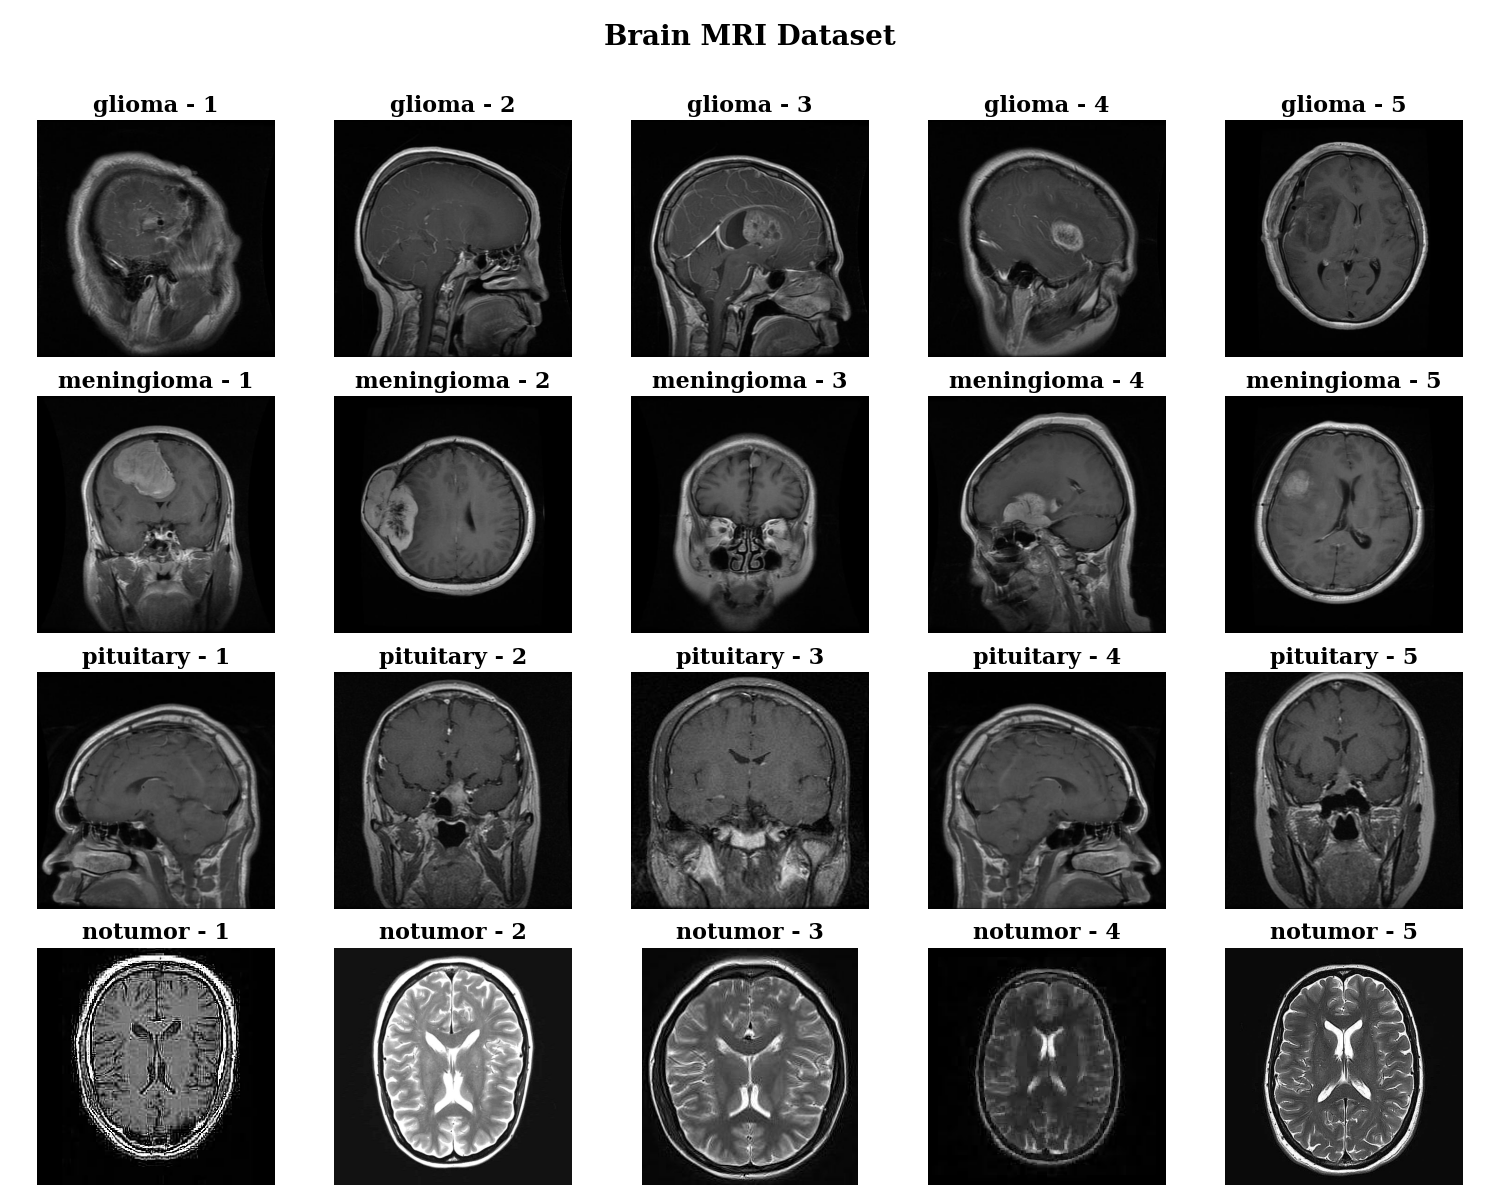 Brain MRI Dataset
glioma - 1 glioma - 2 glioma - 3 glioma - 4 glioma - 5
meningioma - 1 meningioma - 2 meningioma - 3 meningioma - 4 meningioma - 5
pituitary - 1 pituitary - 2 pituitary - 3 pituitary - 4 pituitary - 5
notumor - 1 notumor - 2 notumor - 3 notumor - 4 notumor - 5